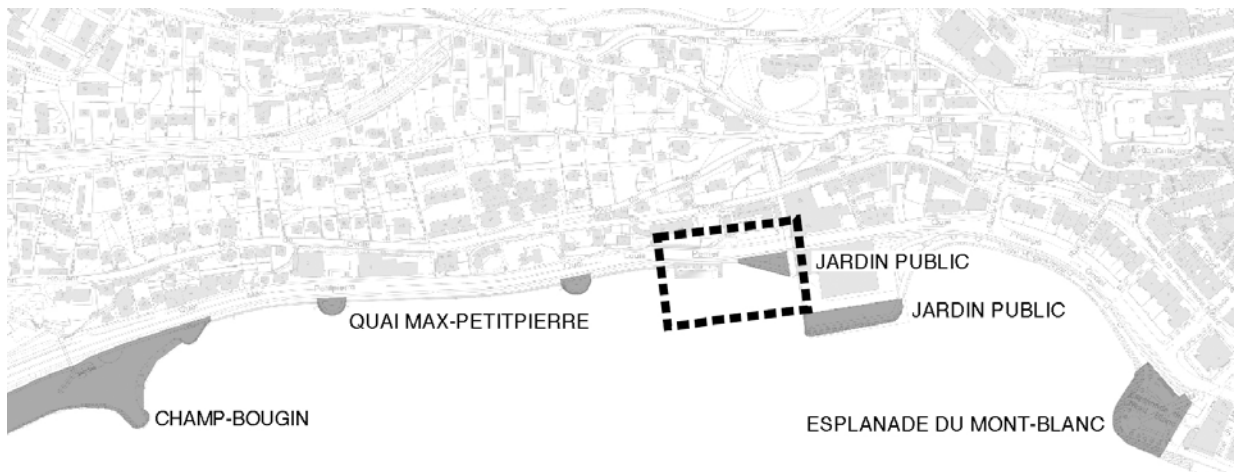 JARDIN PUBLIC
JARDIN PUBLIC
QUAI MAX-PETITPIERRE
CHAMP-BOUGIN
ESPLANADE DU MONT-BLANC